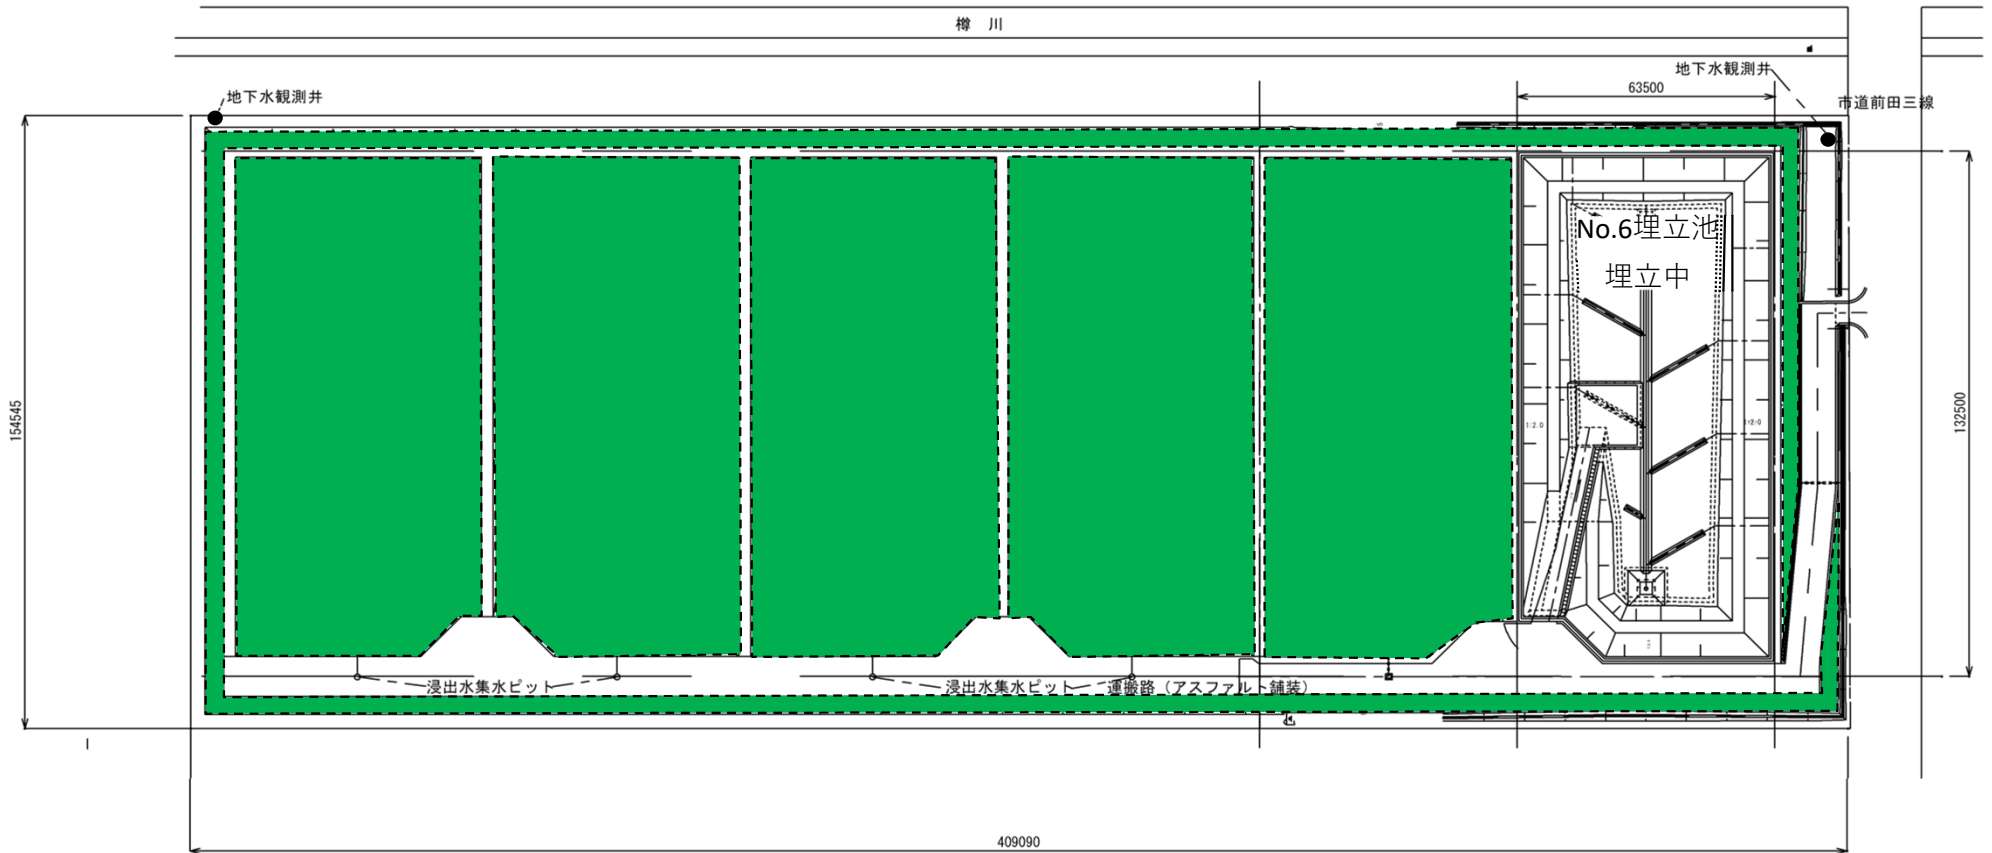 樽 川
地下水観測井
63500
地下水観測井
市道前田三線
No.6埋立池
埋立中
154545
132500
1:2.0
1:2.0
浸出水集水ピット
浸出水集水ピット
運搬路（アスファルト舗装）
409090